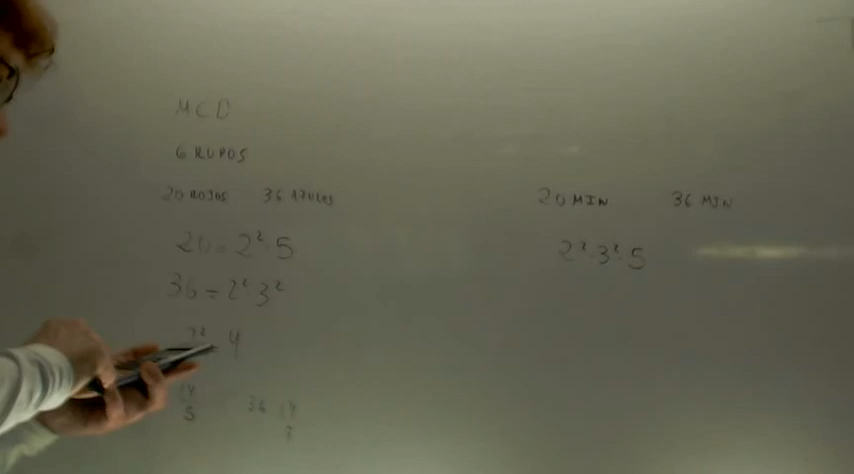 MCD
GRUPOS
20 ROJOS 36 AZULES
20 = 2² · 5
36 = 2² · 3²
2² 4
5 36
20 MIN 36 MIN
2² · 3² · 5